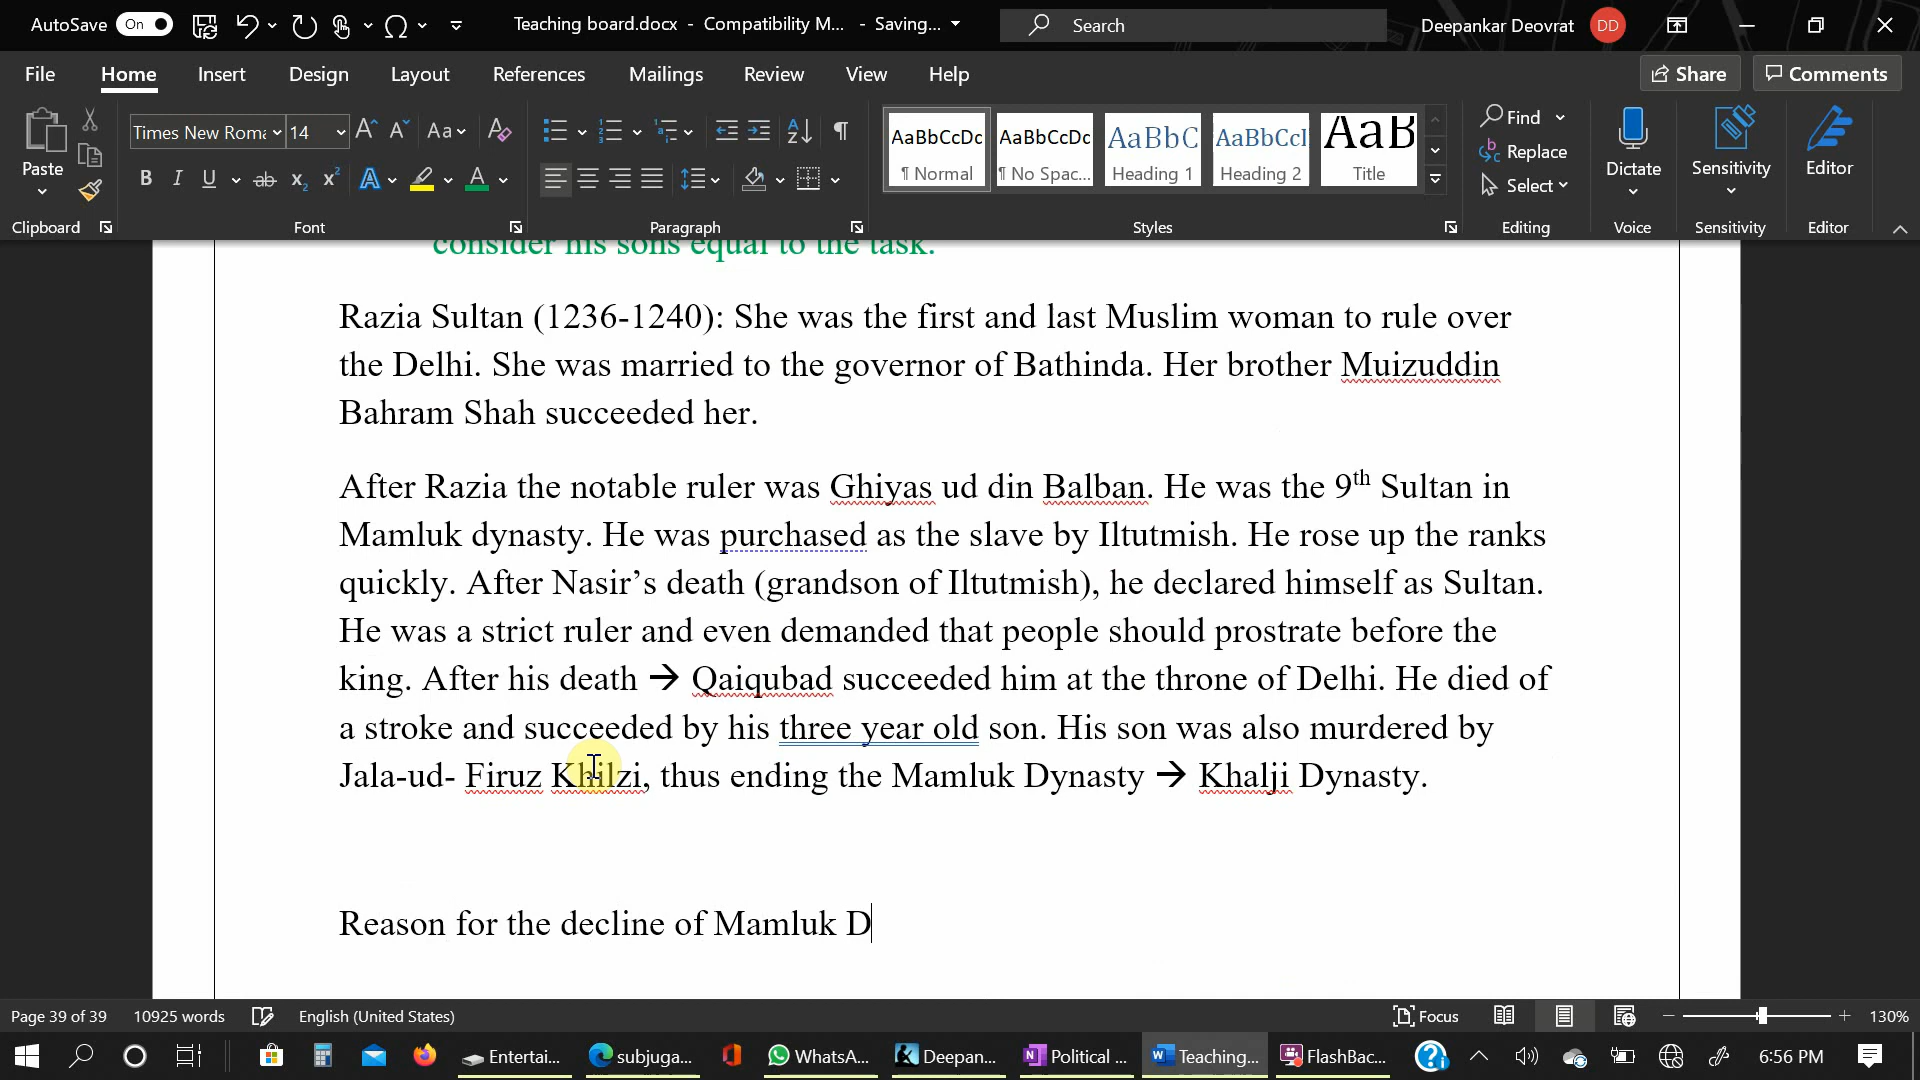 AutoSave On Teaching board.docx - Compatibility M... - Saving... Search Deepankar Deovrat DD
File Home Insert Design Layout References Mailings Review View Help Share Comments
Paste Times New Roma 14 Aa AaBbCcDc AaBbCcDc AaBbC AaBbCcI AaB Find Replace Select Dictate Sensitivity Editor
B I U ab x₂ x² A A ¶ Normal ¶ No Spac... Heading 1 Heading 2 Title
Clipboard Font Paragraph Styles Editing Voice Sensitivity Editor
consider his sons equal to the task.
Razia Sultan (1236-1240): She was the first and last Muslim woman to rule over
the Delhi. She was married to the governor of Bathinda. Her brother Muizuddin
Bahram Shah succeeded her.
After Razia the notable ruler was Ghiyas ud din Balban. He was the 9th Sultan in
Mamluk dynasty. He was purchased as the slave by Iltutmish. He rose up the ranks
quickly. After Nasir’s death (grandson of Iltutmish), he declared himself as Sultan.
He was a strict ruler and even demanded that people should prostrate before the
king. After his death → Qaiqubad succeeded him at the throne of Delhi. He died of
a stroke and succeeded by his three year old son. His son was also murdered by
Jala-ud- Firuz Khilzi, thus ending the Mamluk Dynasty → Khalji Dynasty.
Reason for the decline of Mamluk D
Page 39 of 39 10925 words English (United States) Focus 130%
Entertai... subjuga... WhatsA... Deepan... Political ... Teaching... FlashBac... 6:56 PM